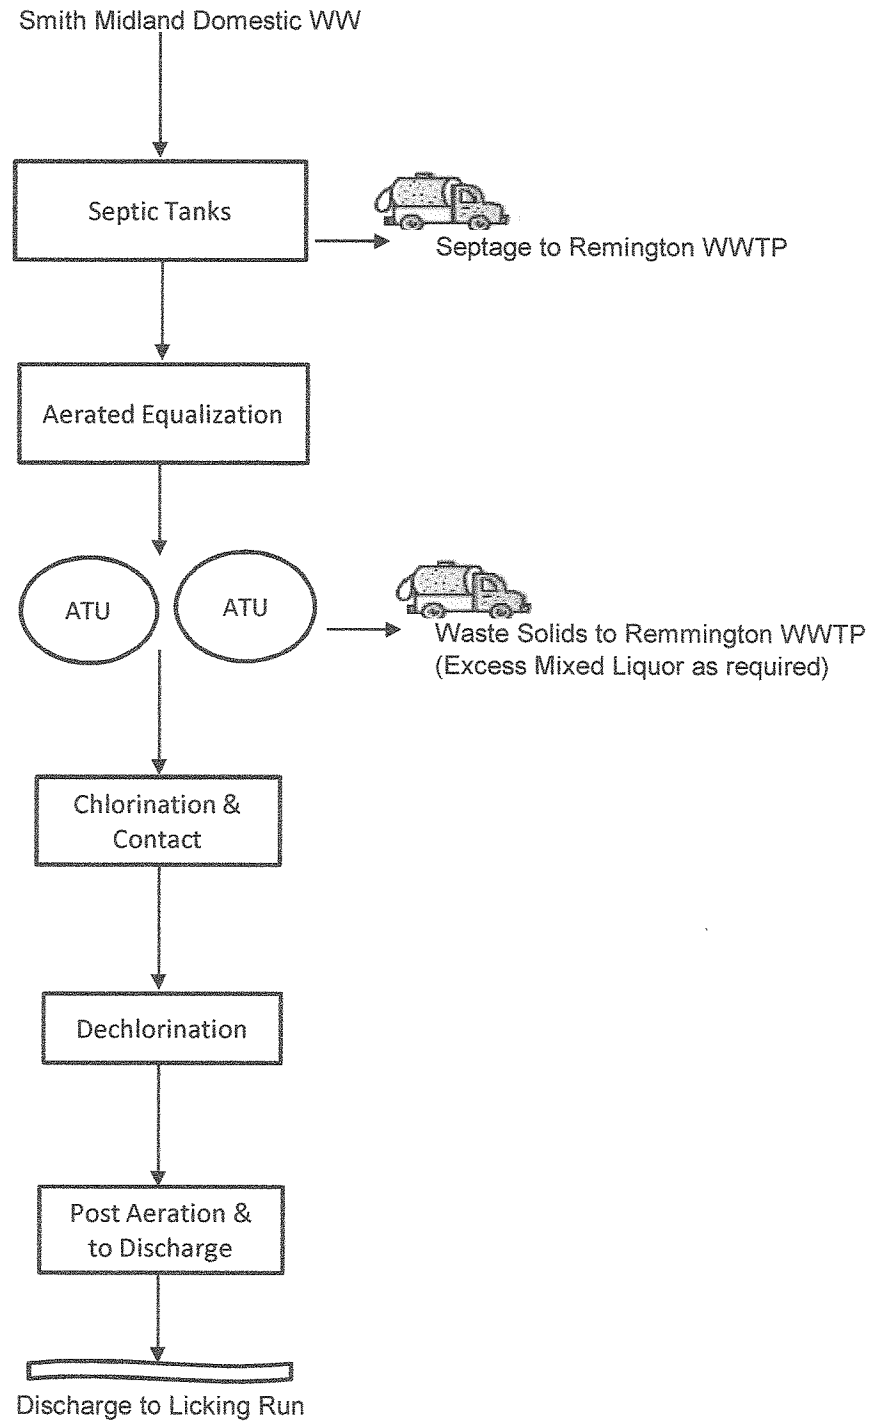 Smith Midland Domestic WW
Septic Tanks
Septage to Remington WWTP
Aerated Equalization
ATU
ATU
Waste Solids to Remmington WWTP
(Excess Mixed Liquor as required)
Chlorination &
Contact
Dechlorination
Post Aeration &
to Discharge
Discharge to Licking Run